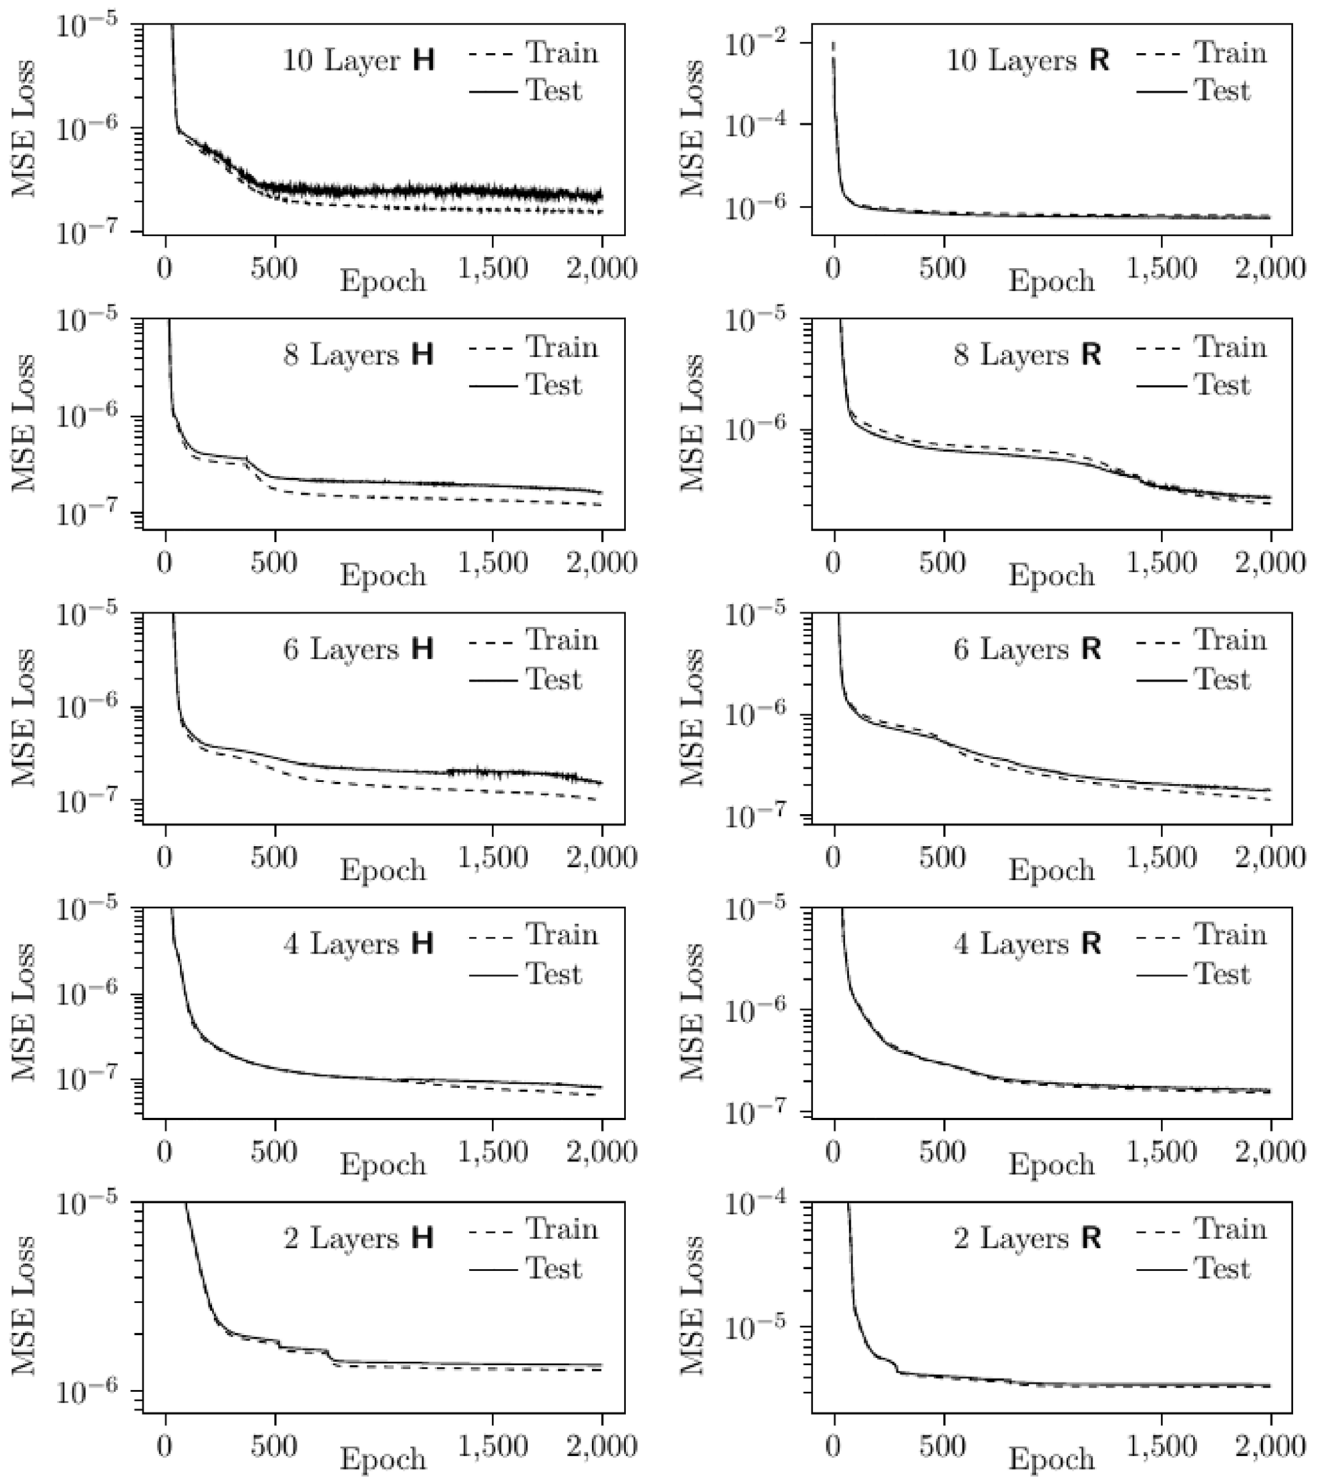 10 Layer H
Train
Test
MSE Loss
10⁻⁵
10⁻⁶
10⁻⁷
0 500 1,500 2,000
Epoch
10 Layers R
Train
Test
MSE Loss
10⁻²
10⁻⁴
10⁻⁶
0 500 1,500 2,000
Epoch
8 Layers H
Train
Test
MSE Loss
10⁻⁵
10⁻⁶
10⁻⁷
0 500 1,500 2,000
Epoch
8 Layers R
Train
Test
MSE Loss
10⁻⁵
10⁻⁶
0 500 1,500 2,000
Epoch
6 Layers H
Train
Test
MSE Loss
10⁻⁵
10⁻⁶
10⁻⁷
0 500 1,500 2,000
Epoch
6 Layers R
Train
Test
MSE Loss
10⁻⁵
10⁻⁶
10⁻⁷
0 500 1,500 2,000
Epoch
4 Layers H
Train
Test
MSE Loss
10⁻⁵
10⁻⁶
10⁻⁷
0 500 1,500 2,000
Epoch
4 Layers R
Train
Test
MSE Loss
10⁻⁵
10⁻⁶
10⁻⁷
0 500 1,500 2,000
Epoch
2 Layers H
Train
Test
MSE Loss
10⁻⁵
10⁻⁶
0 500 1,500 2,000
Epoch
2 Layers R
Train
Test
MSE Loss
10⁻⁴
10⁻⁵
0 500 1,500 2,000
Epoch